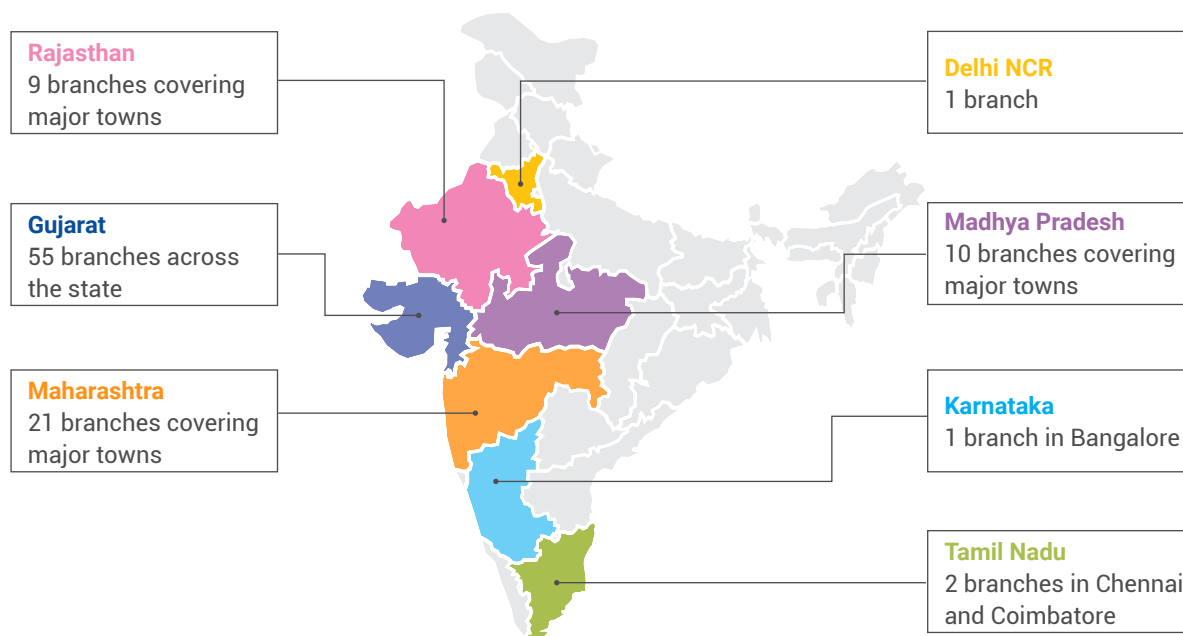 Rajasthan
9 branches covering
major towns
Gujarat
55 branches across
the state
Maharashtra
21 branches covering
major towns
Delhi NCR
1 branch
Madhya Pradesh
10 branches covering
major towns
Karnataka
1 branch in Bangalore
Tamil Nadu
2 branches in Chennai
and Coimbatore